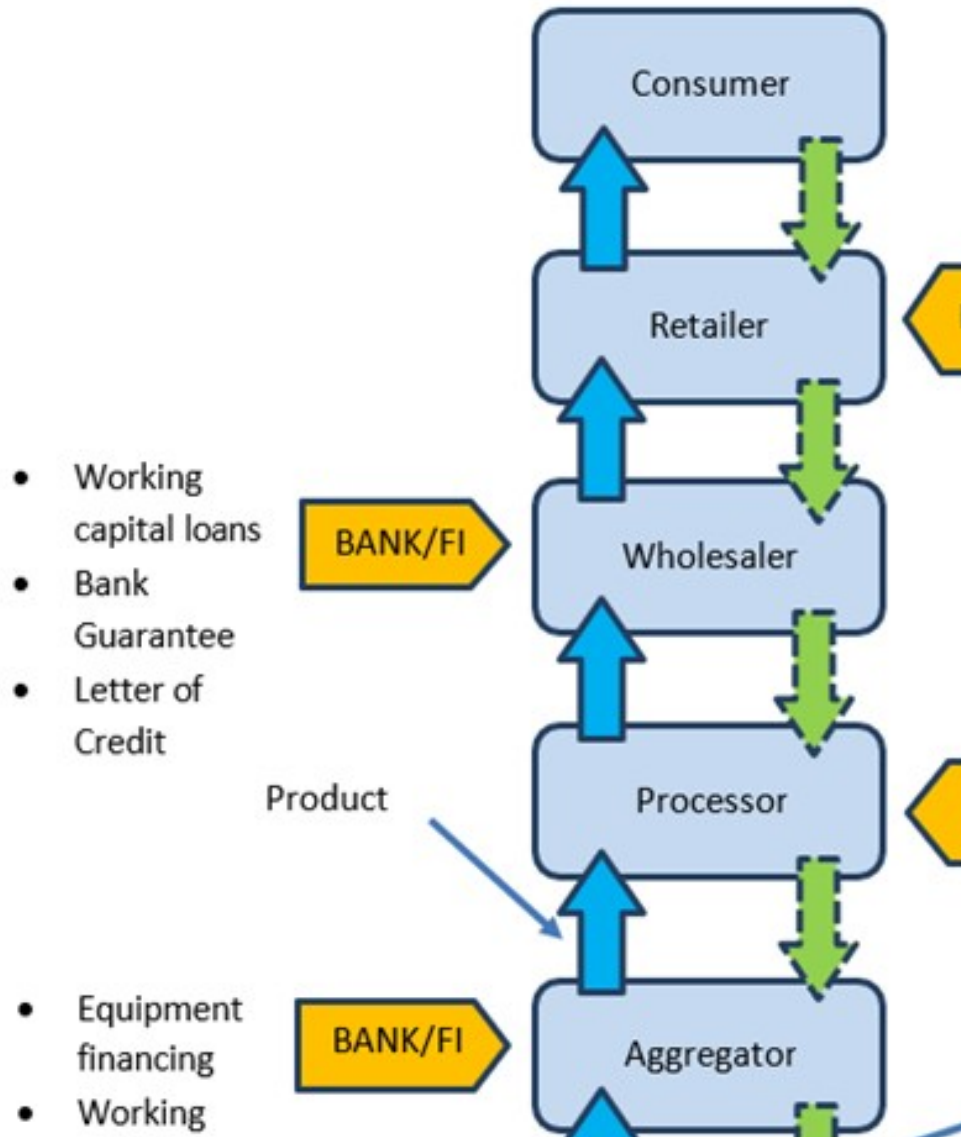 Consumer
Retailer
• Working
capital loans
• Bank
Guarantee
• Letter of
Credit
BANK/FI
Wholesaler
Product
Processor
• Equipment
financing
• Working
BANK/FI
Aggregator